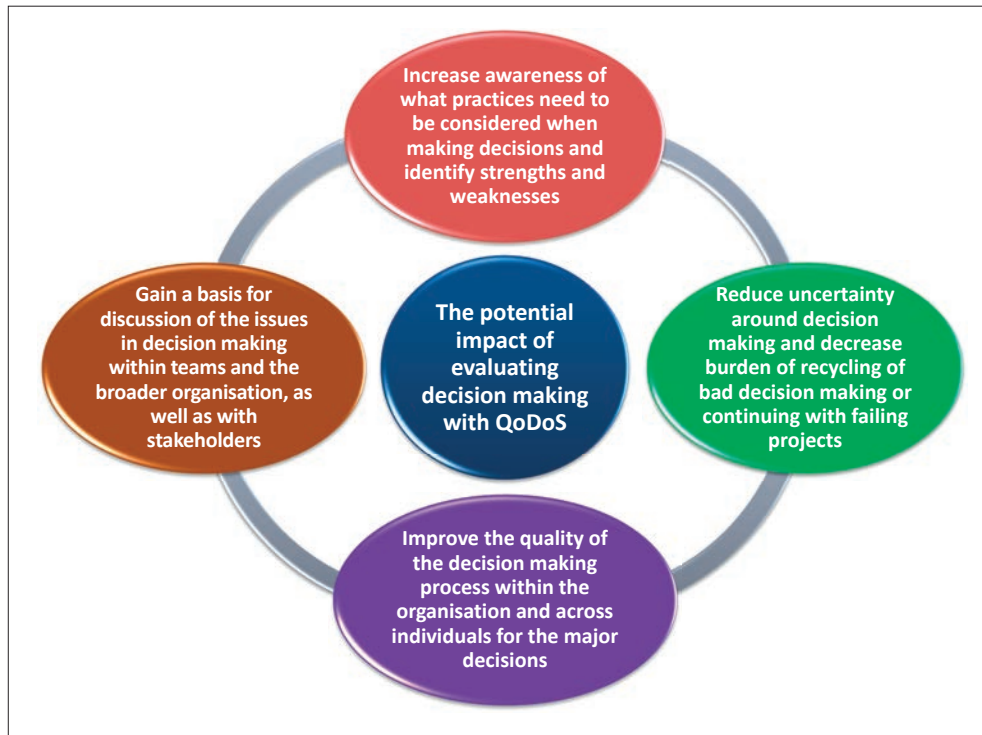 Increase awareness of
what practices need to
be considered when
making decisions and
identify strengths and
weaknesses
Gain a basis for
discussion of the issues
in decision making
within teams and the
broader organisation, as
well as with
stakeholders
The potential
impact of
evaluating
decision making
with QoDoS
Reduce uncertainty
around decision
making and decrease
burden of recycling of
bad decision making or
continuing with failing
projects
Improve the quality of
the decision making
process within the
organisation and across
individuals for the major
decisions